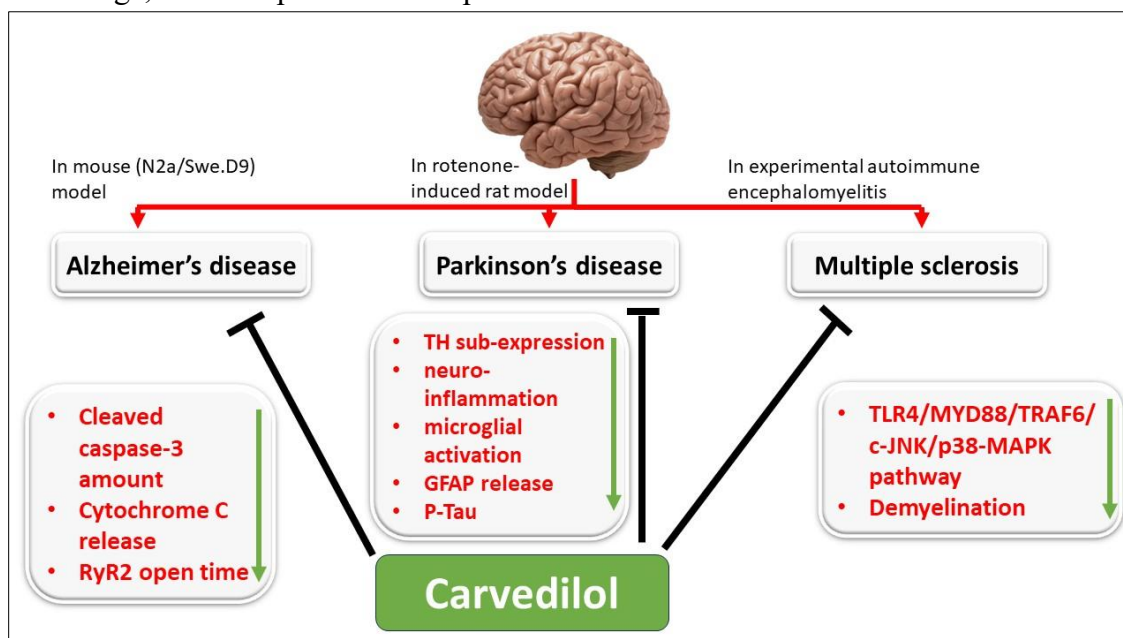 In mouse (N2a/Swe.D9)
model
In rotenone-
induced rat model
In experimental autoimmune
encephalomyelitis
Alzheimer's disease
Parkinson's disease
Multiple sclerosis
• Cleaved
caspase-3
amount
• Cytochrome C
release
• RyR2 open time
• TH sub-expression
• neuro-
inflammation
• microglial
activation
• GFAP release
• P-Tau
• TLR4/MYD88/TRAF6/
c-JNK/p38-MAPK
pathway
• Demyelination
Carvedilol